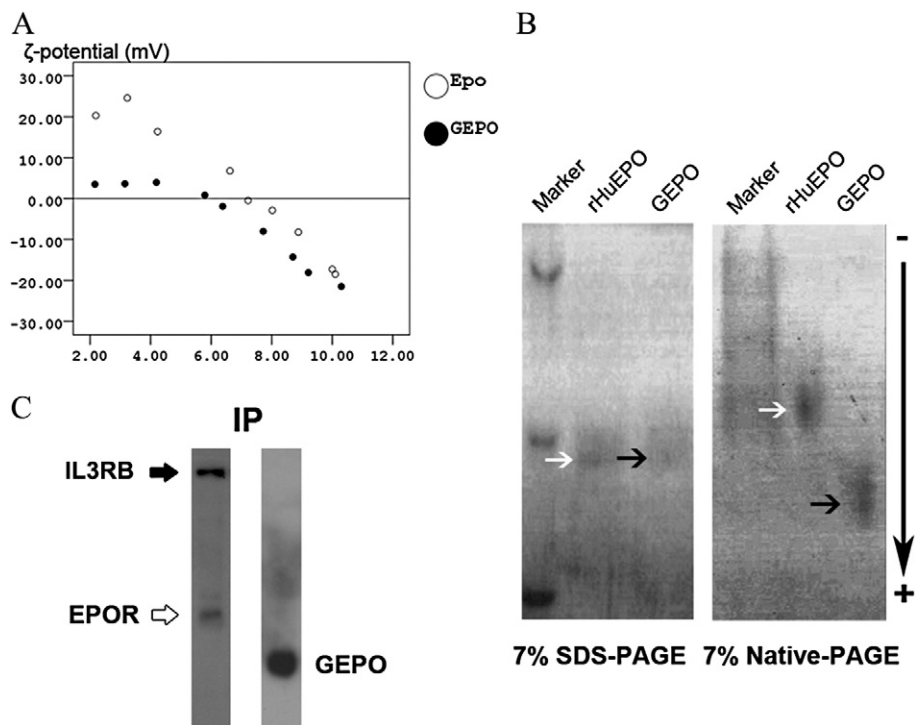 A
ζ-potential (mV)
30.00
20.00
10.00
0.00
-10.00
-20.00
-30.00
2.00 4.00 6.00 8.00 10.00
Epo
GEPO
B
Marker rHuEPO GEPO
Marker rHuEPO GEPO
-
+
7% SDS-PAGE
7% Native-PAGE
C
IP
IL3RB
EPOR
GEPO